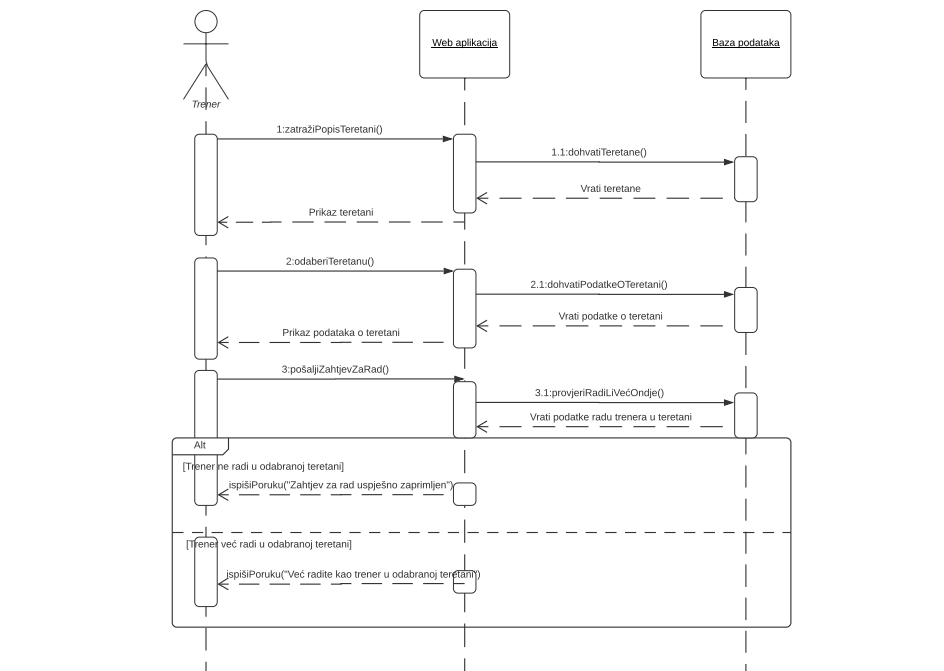 Web aplikacija
Baza podataka
Trener
1:zatražiPopisTeretani()
1.1:dohvatiTeretane()
Vrati teretane
Prikaz teretani
2:odaberiTeretanu()
2.1:dohvatiPodatkeOTeretani()
Vrati podatke o teretani
Prikaz podataka o teretani
3:pošaljiZahtjevZaRad()
3.1:provjeriRadiLiVećOndje()
Vrati podatke radu trenera u teretani
Alt
[Trener ne radi u odabranoj teretani]
ispišiPoruku("Zahtjev za rad uspješno zaprimljen")
[Trener već radi u odabranoj teretani]
ispišiPoruku("Već radite kao trener u odabranoj teretani")